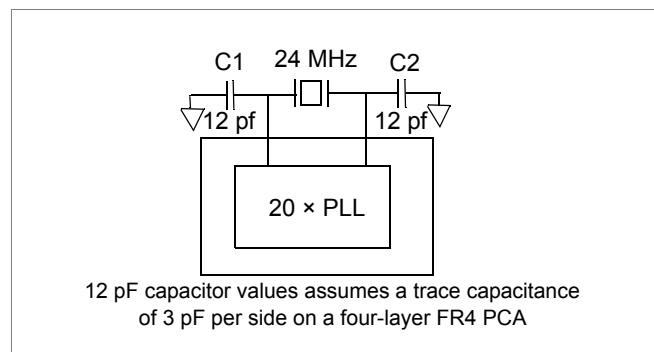 C1 24 MHz C2
12 pf 12 pf
20 × PLL
12 pF capacitor values assumes a trace capacitance
of 3 pF per side on a four-layer FR4 PCA